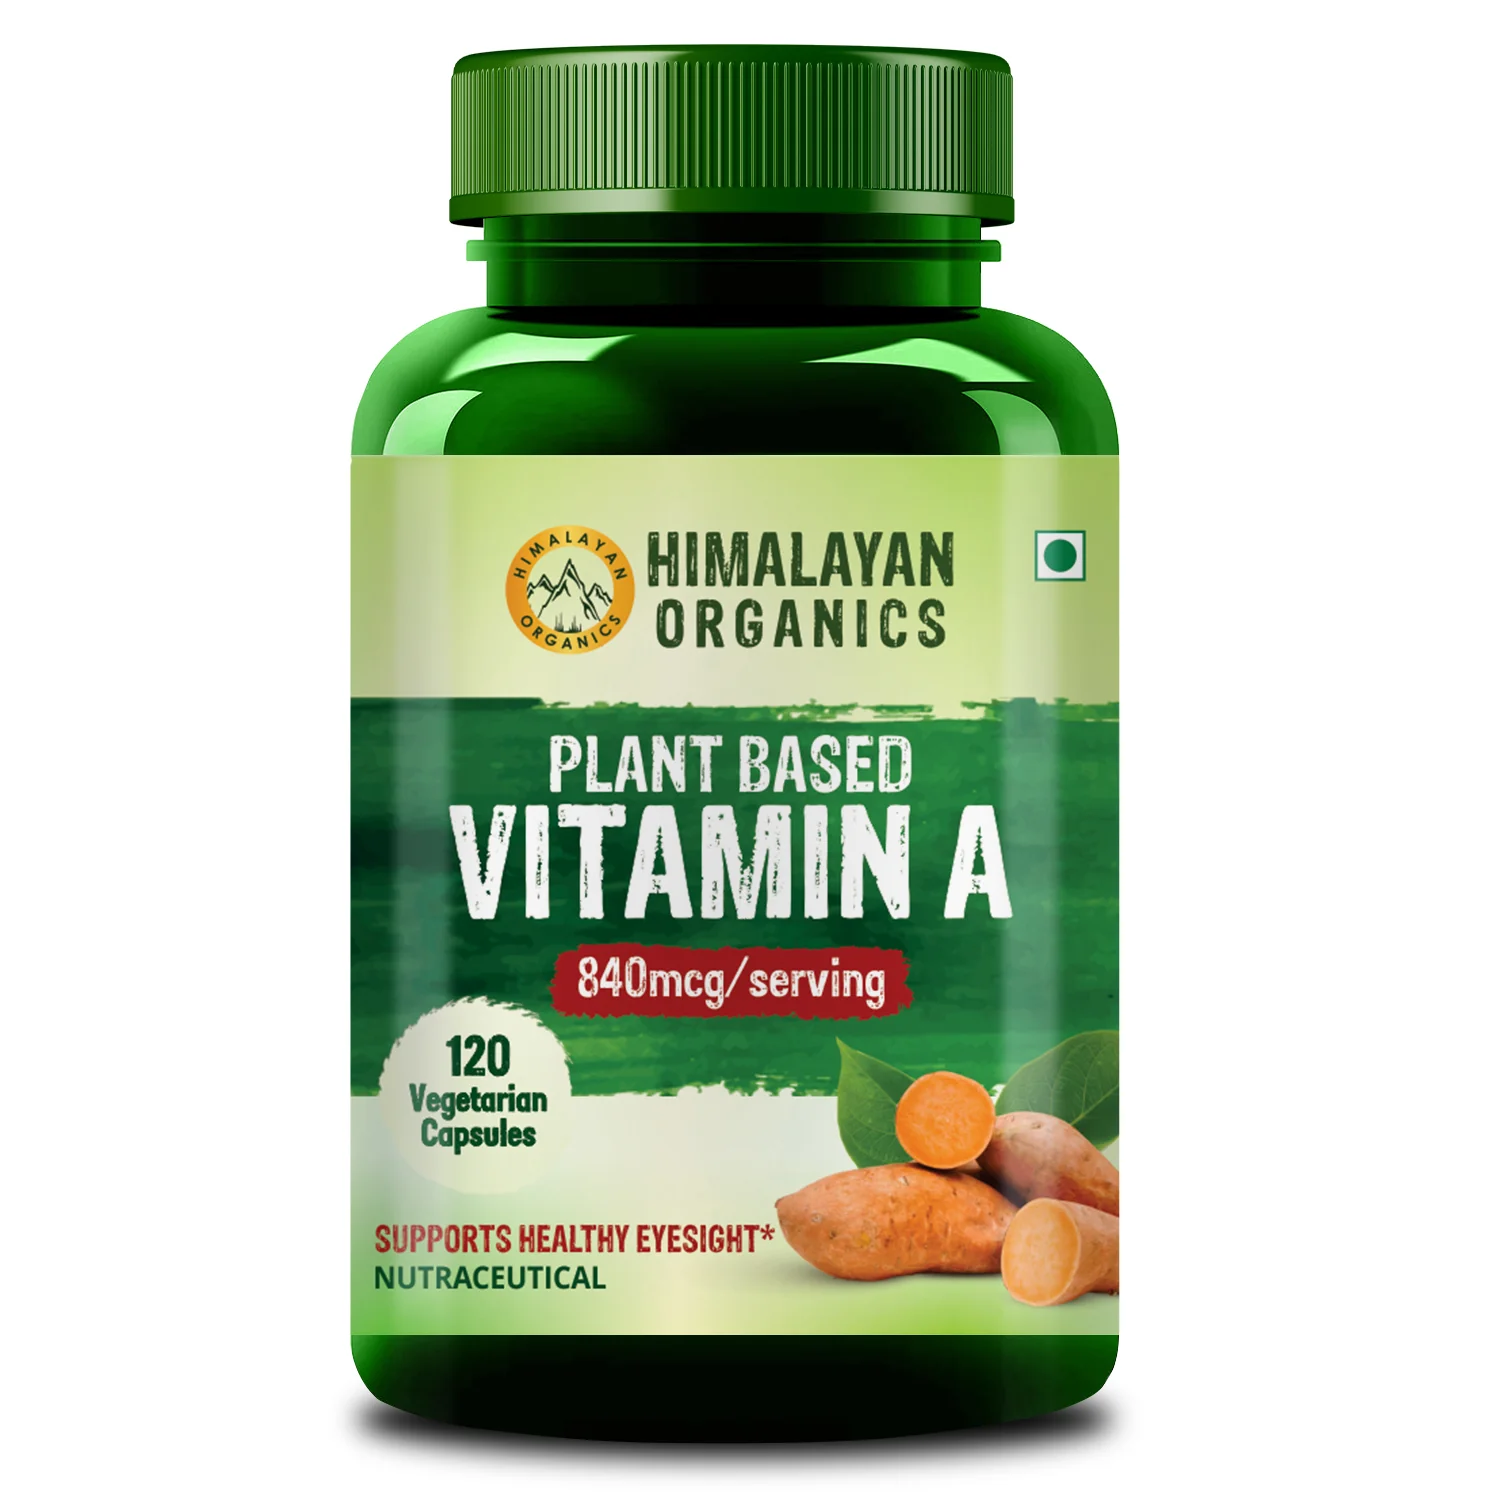 HIMALAYAN
ORGANICS
HIMALAYAN
ORGANICS
PLANT BASED
VITAMIN A
840mcg/serving
120
Vegetarian
Capsules
SUPPORTS HEALTHY EYESIGHT*
NUTRACEUTICAL